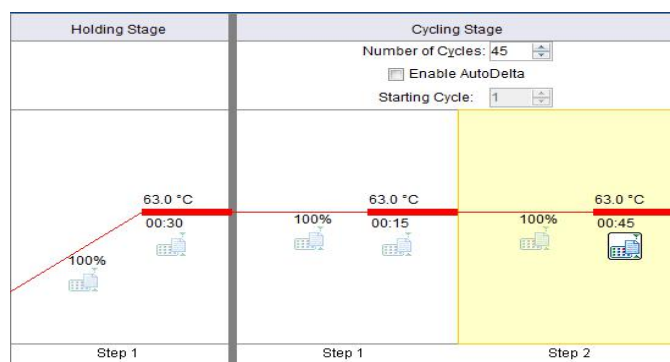 Holding Stage
Cycling Stage
Number of Cycles: 45
Enable AutoDelta
Starting Cycle: 1
63.0 °C
00:30
100%
Step 1
100%
63.0 °C
00:15
Step 1
100%
63.0 °C
00:45
Step 2